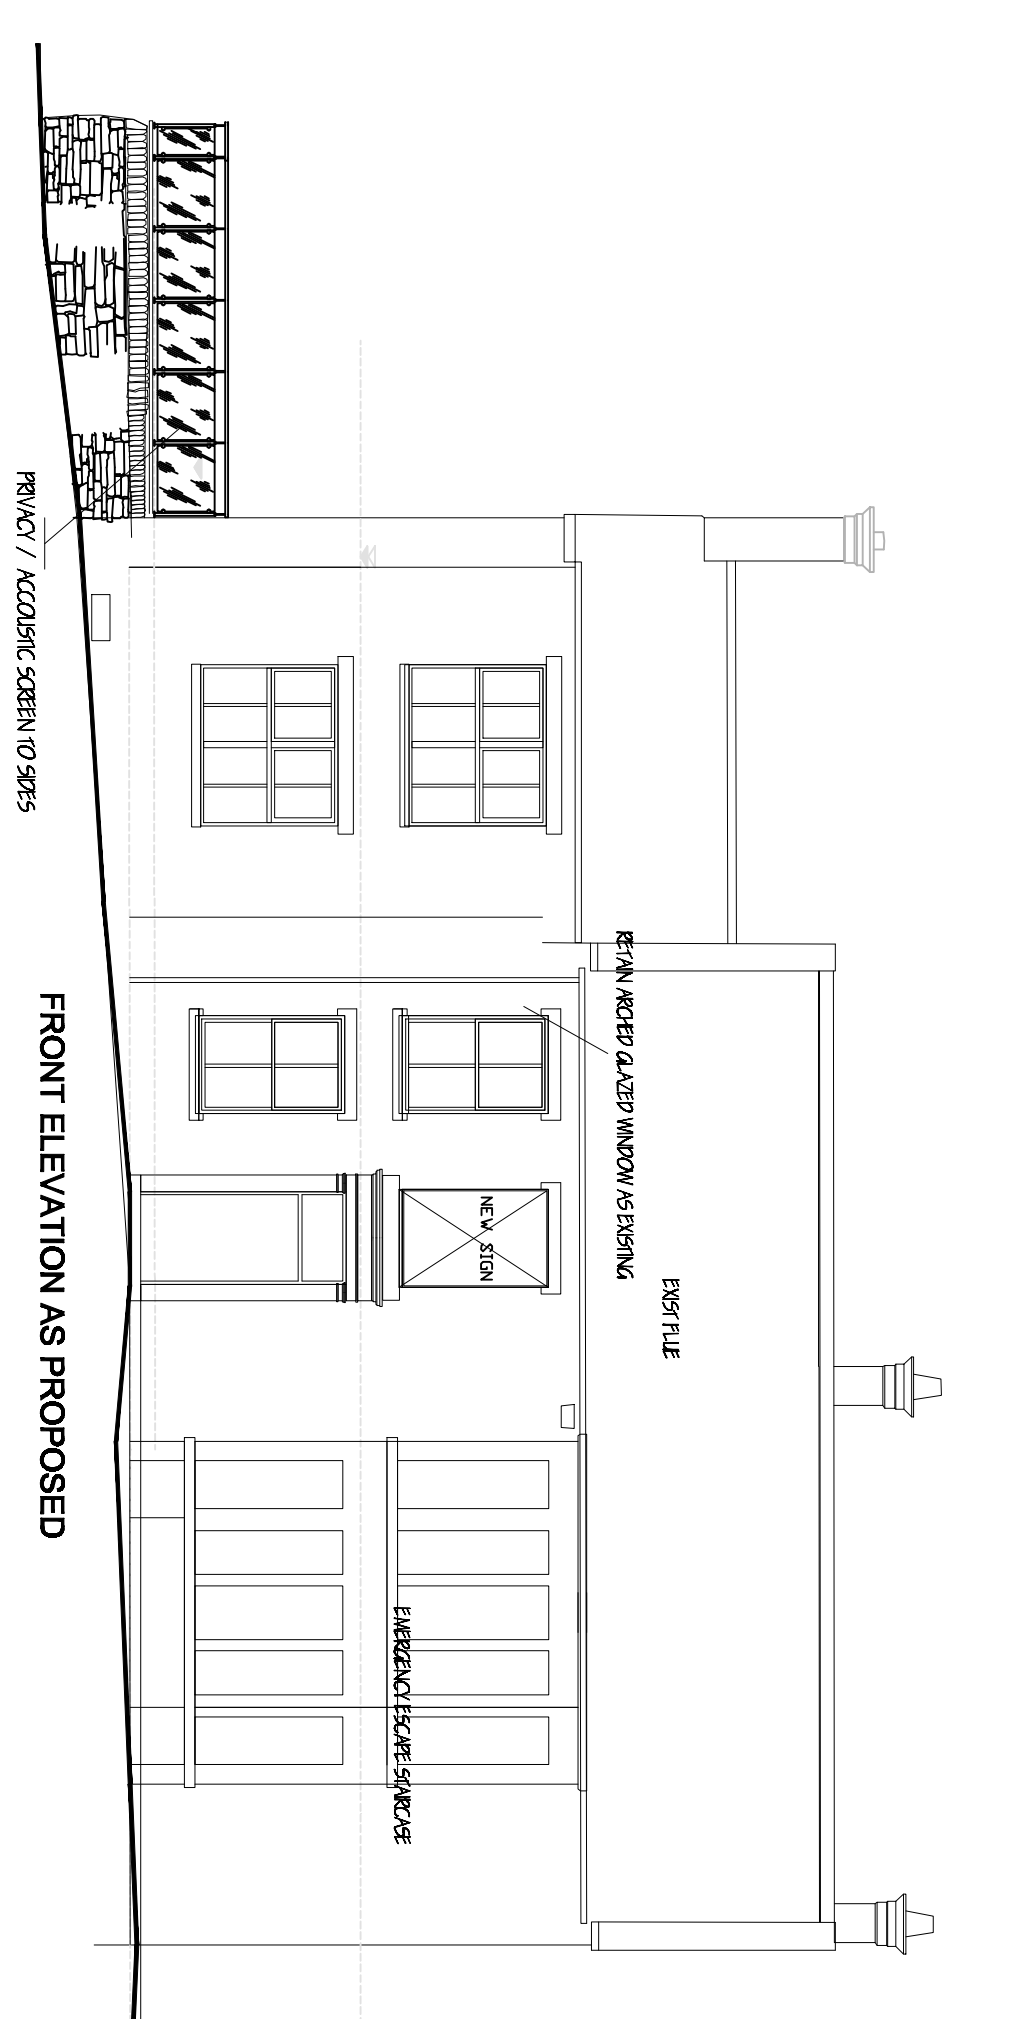 EXIST FLUE
RETAIN ARCHED GLAZED WINDOW AS EXISTING
NEW SIGN
EMERGENCY ESCAPE STAIRCASE
FRONT ELEVATION AS PROPOSED
PRIVACY / ACCOUSTIC SCREEN TO SIDES